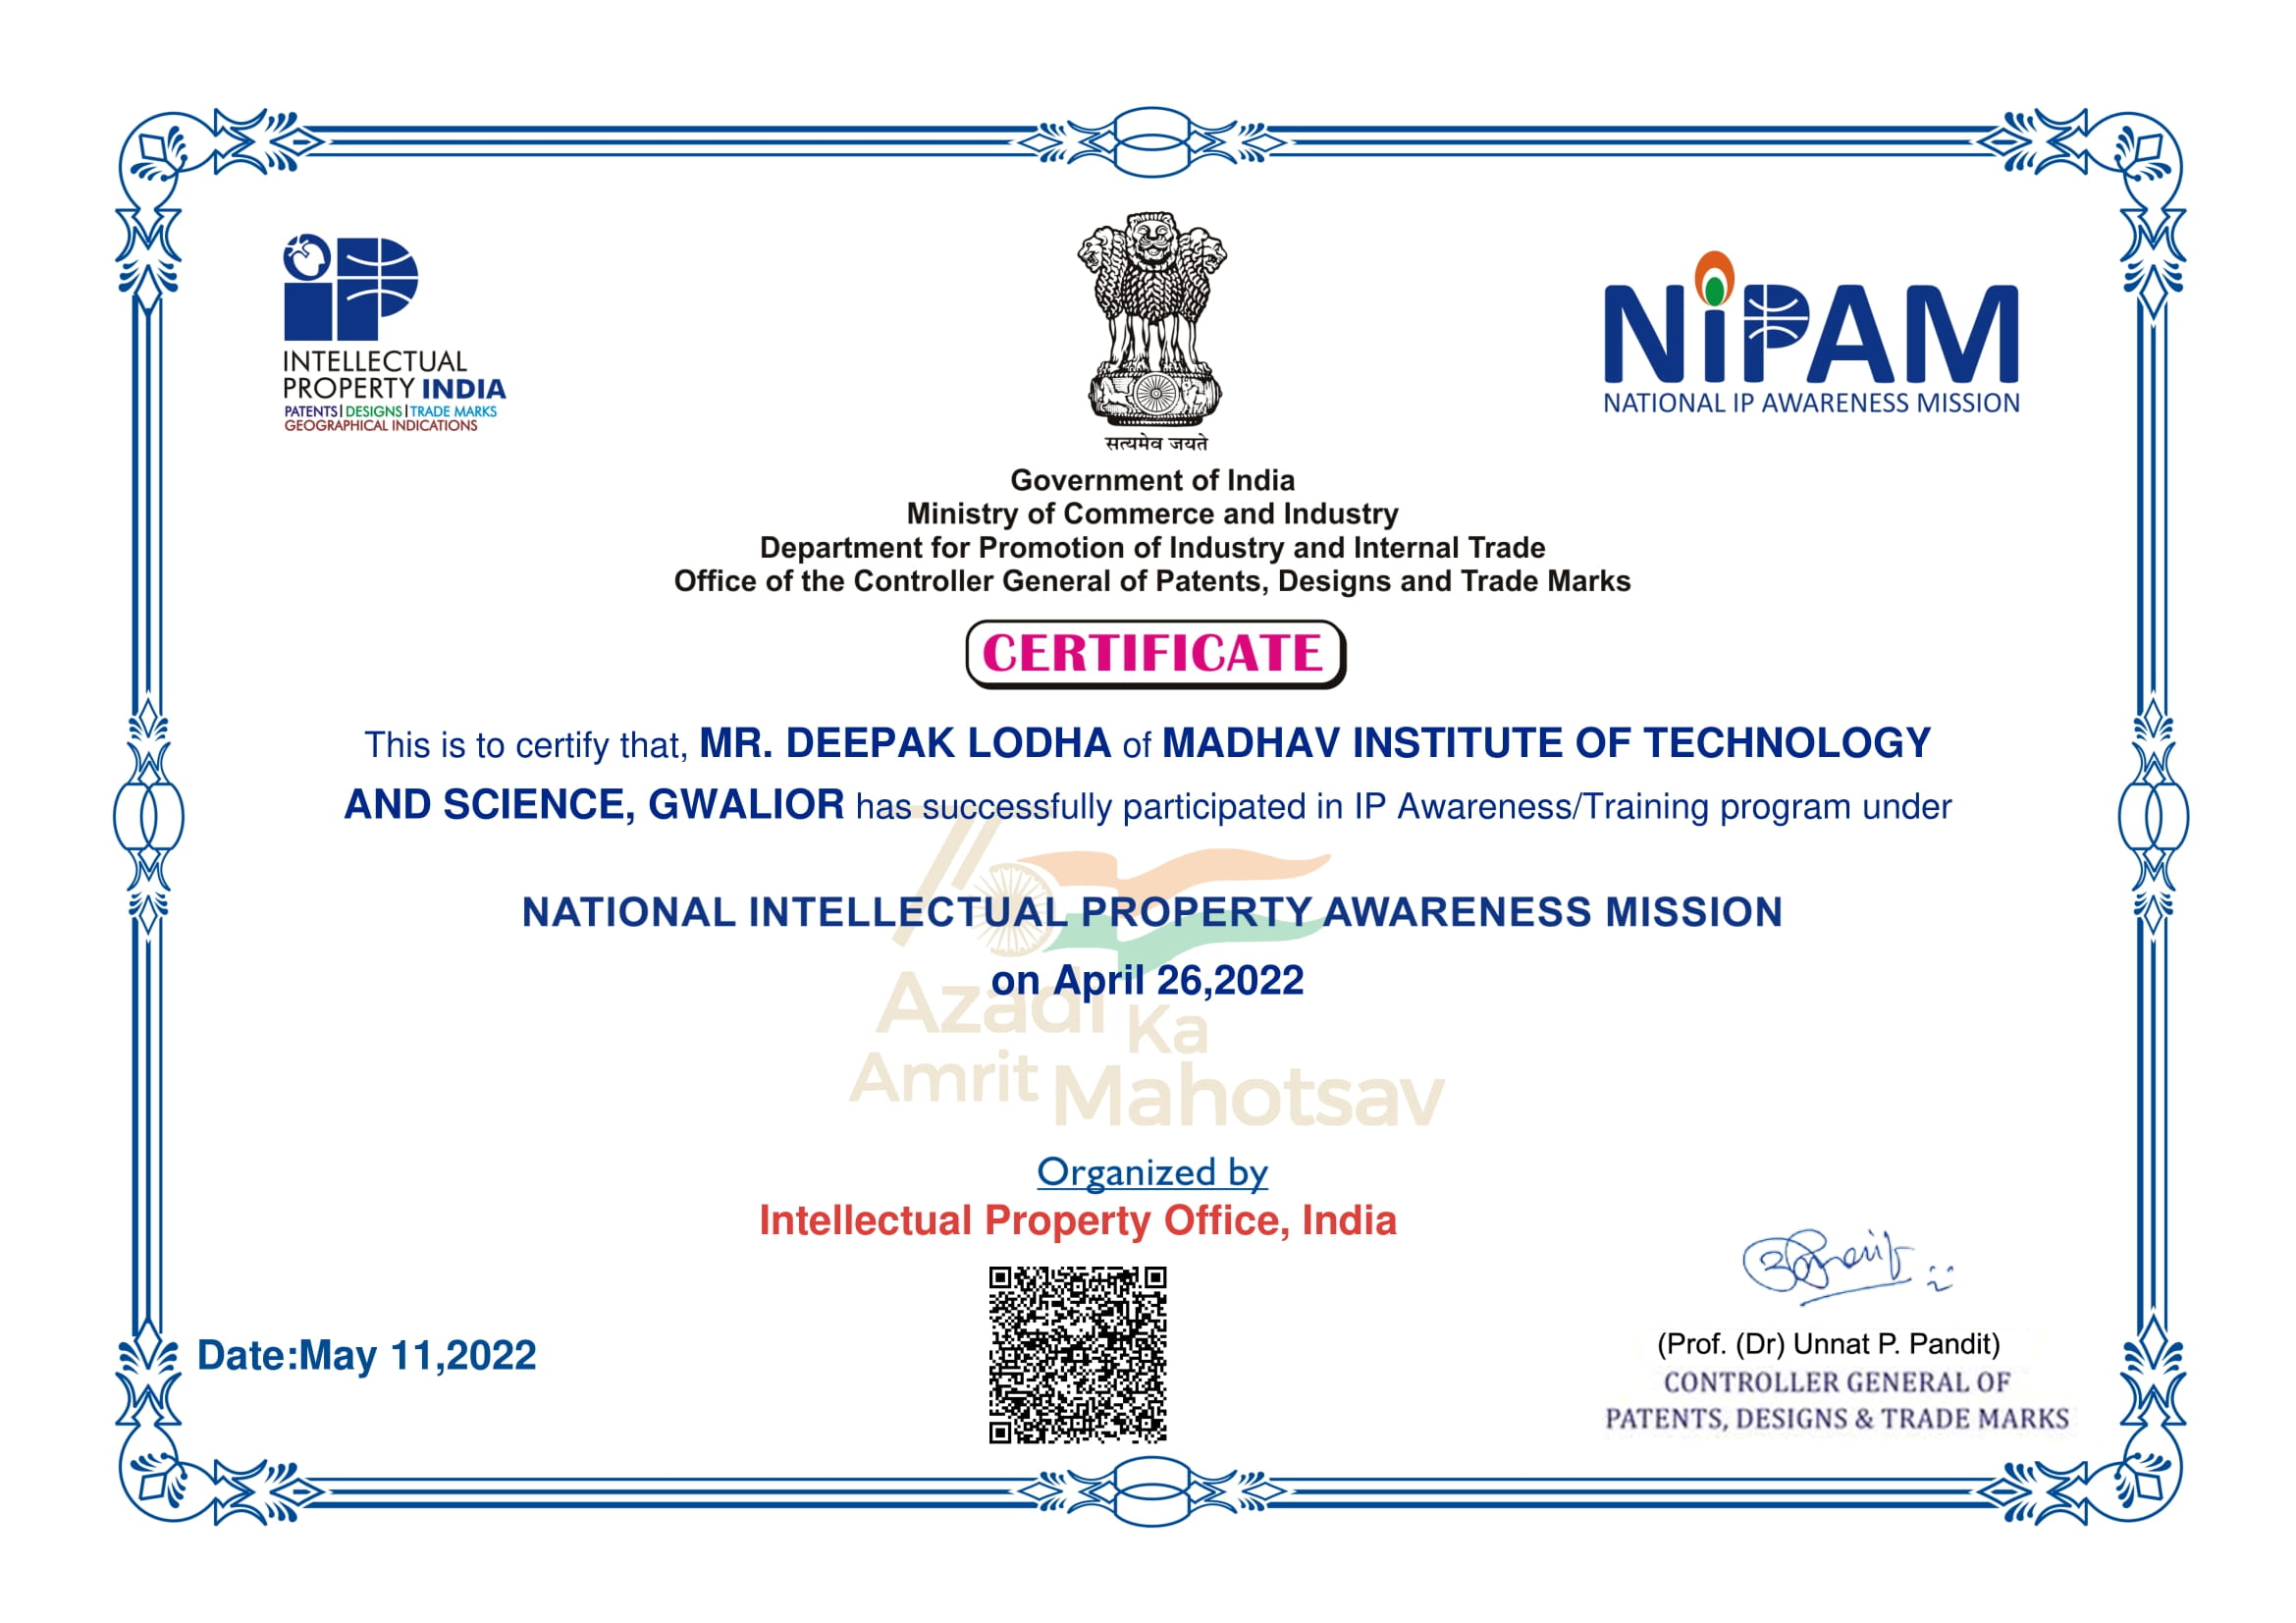 INTELLECTUAL
PROPERTY INDIA
PATENTS | DESIGNS | TRADE MARKS
GEOGRAPHICAL INDICATIONS
सत्यमेव जयते
NiPAM
NATIONAL IP AWARENESS MISSION
Government of India
Ministry of Commerce and Industry
Department for Promotion of Industry and Internal Trade
Office of the Controller General of Patents, Designs and Trade Marks
CERTIFICATE
This is to certify that, MR. DEEPAK LODHA of MADHAV INSTITUTE OF TECHNOLOGY
AND SCIENCE, GWALIOR has successfully participated in IP Awareness/Training program under
NATIONAL INTELLECTUAL PROPERTY AWARENESS MISSION
on April 26,2022
75
Azadi Ka
Amrit Mahotsav
Organized by
Intellectual Property Office, India
Date:May 11,2022
(Prof. (Dr) Unnat P. Pandit)
CONTROLLER GENERAL OF
PATENTS, DESIGNS & TRADE MARKS